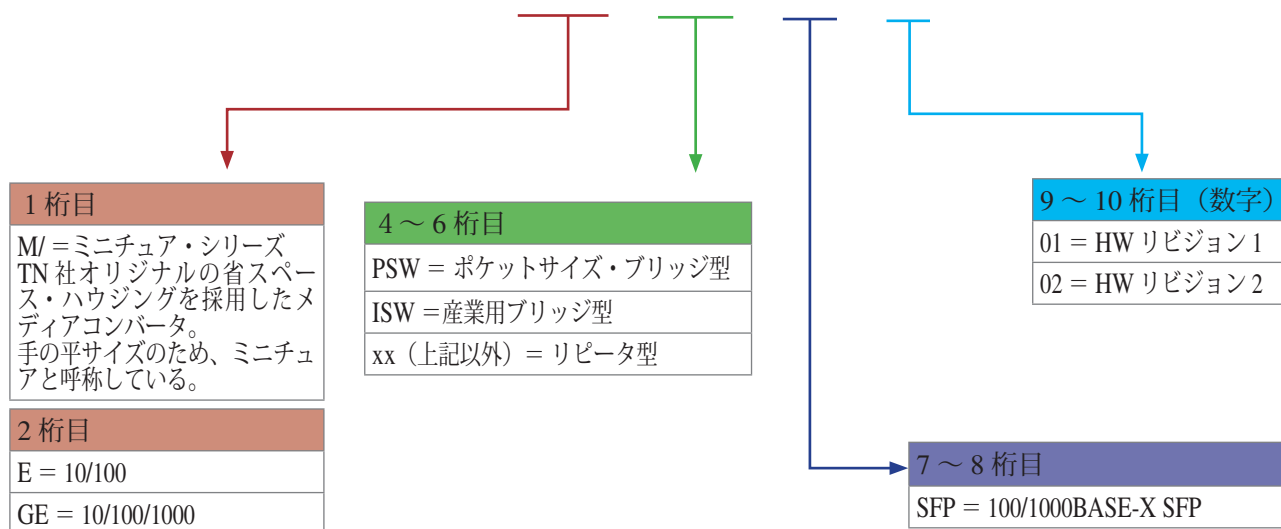 1 桁目
M/ =ミニチュア・シリーズ
TN 社オリジナルの省スペー
ス・ハウジングを採用したメ
ディアコンバータ。
手の平サイズのため、ミニチュ
アと呼称している。
2 桁目
E = 10/100
GE = 10/100/1000
4 ～ 6 桁目
PSW = ポケットサイズ・ブリッジ型
ISW =産業用ブリッジ型
xx（上記以外）= リピータ型
9 ～ 10 桁目（数字）
01 = HW リビジョン 1
02 = HW リビジョン 2
7 ～ 8 桁目
SFP = 100/1000BASE-X SFP